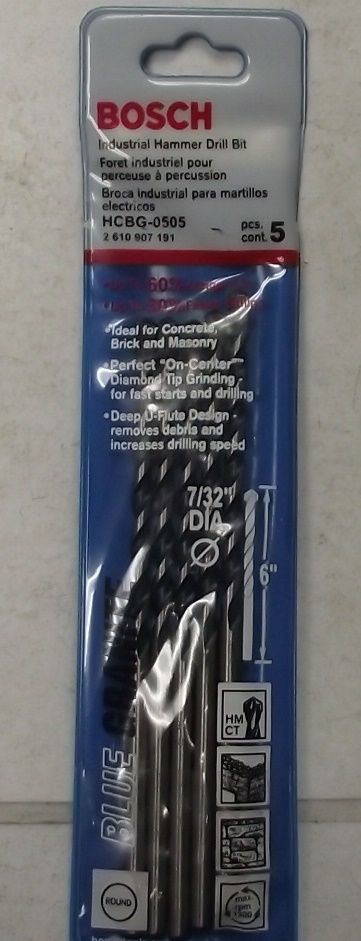 BOSCH
Industrial Hammer Drill Bit
Foret industriel pour
perceuse à percussion
Broca industrial para martillos
electricos
HCBG-0505
2 610 907 191
pcs.
cont. 5
60%
•Ideal for Concrete,
Brick and Masonry
•Perfect "On-Center"
Diamond Tip Grinding -
for fast starts and drilling
•Deep U-Flute Design -
removes debris and
increases drilling speed
7/32"
DIA.
6"
BLUE GRANITE
HM
CT
ROUND
max.
rpm